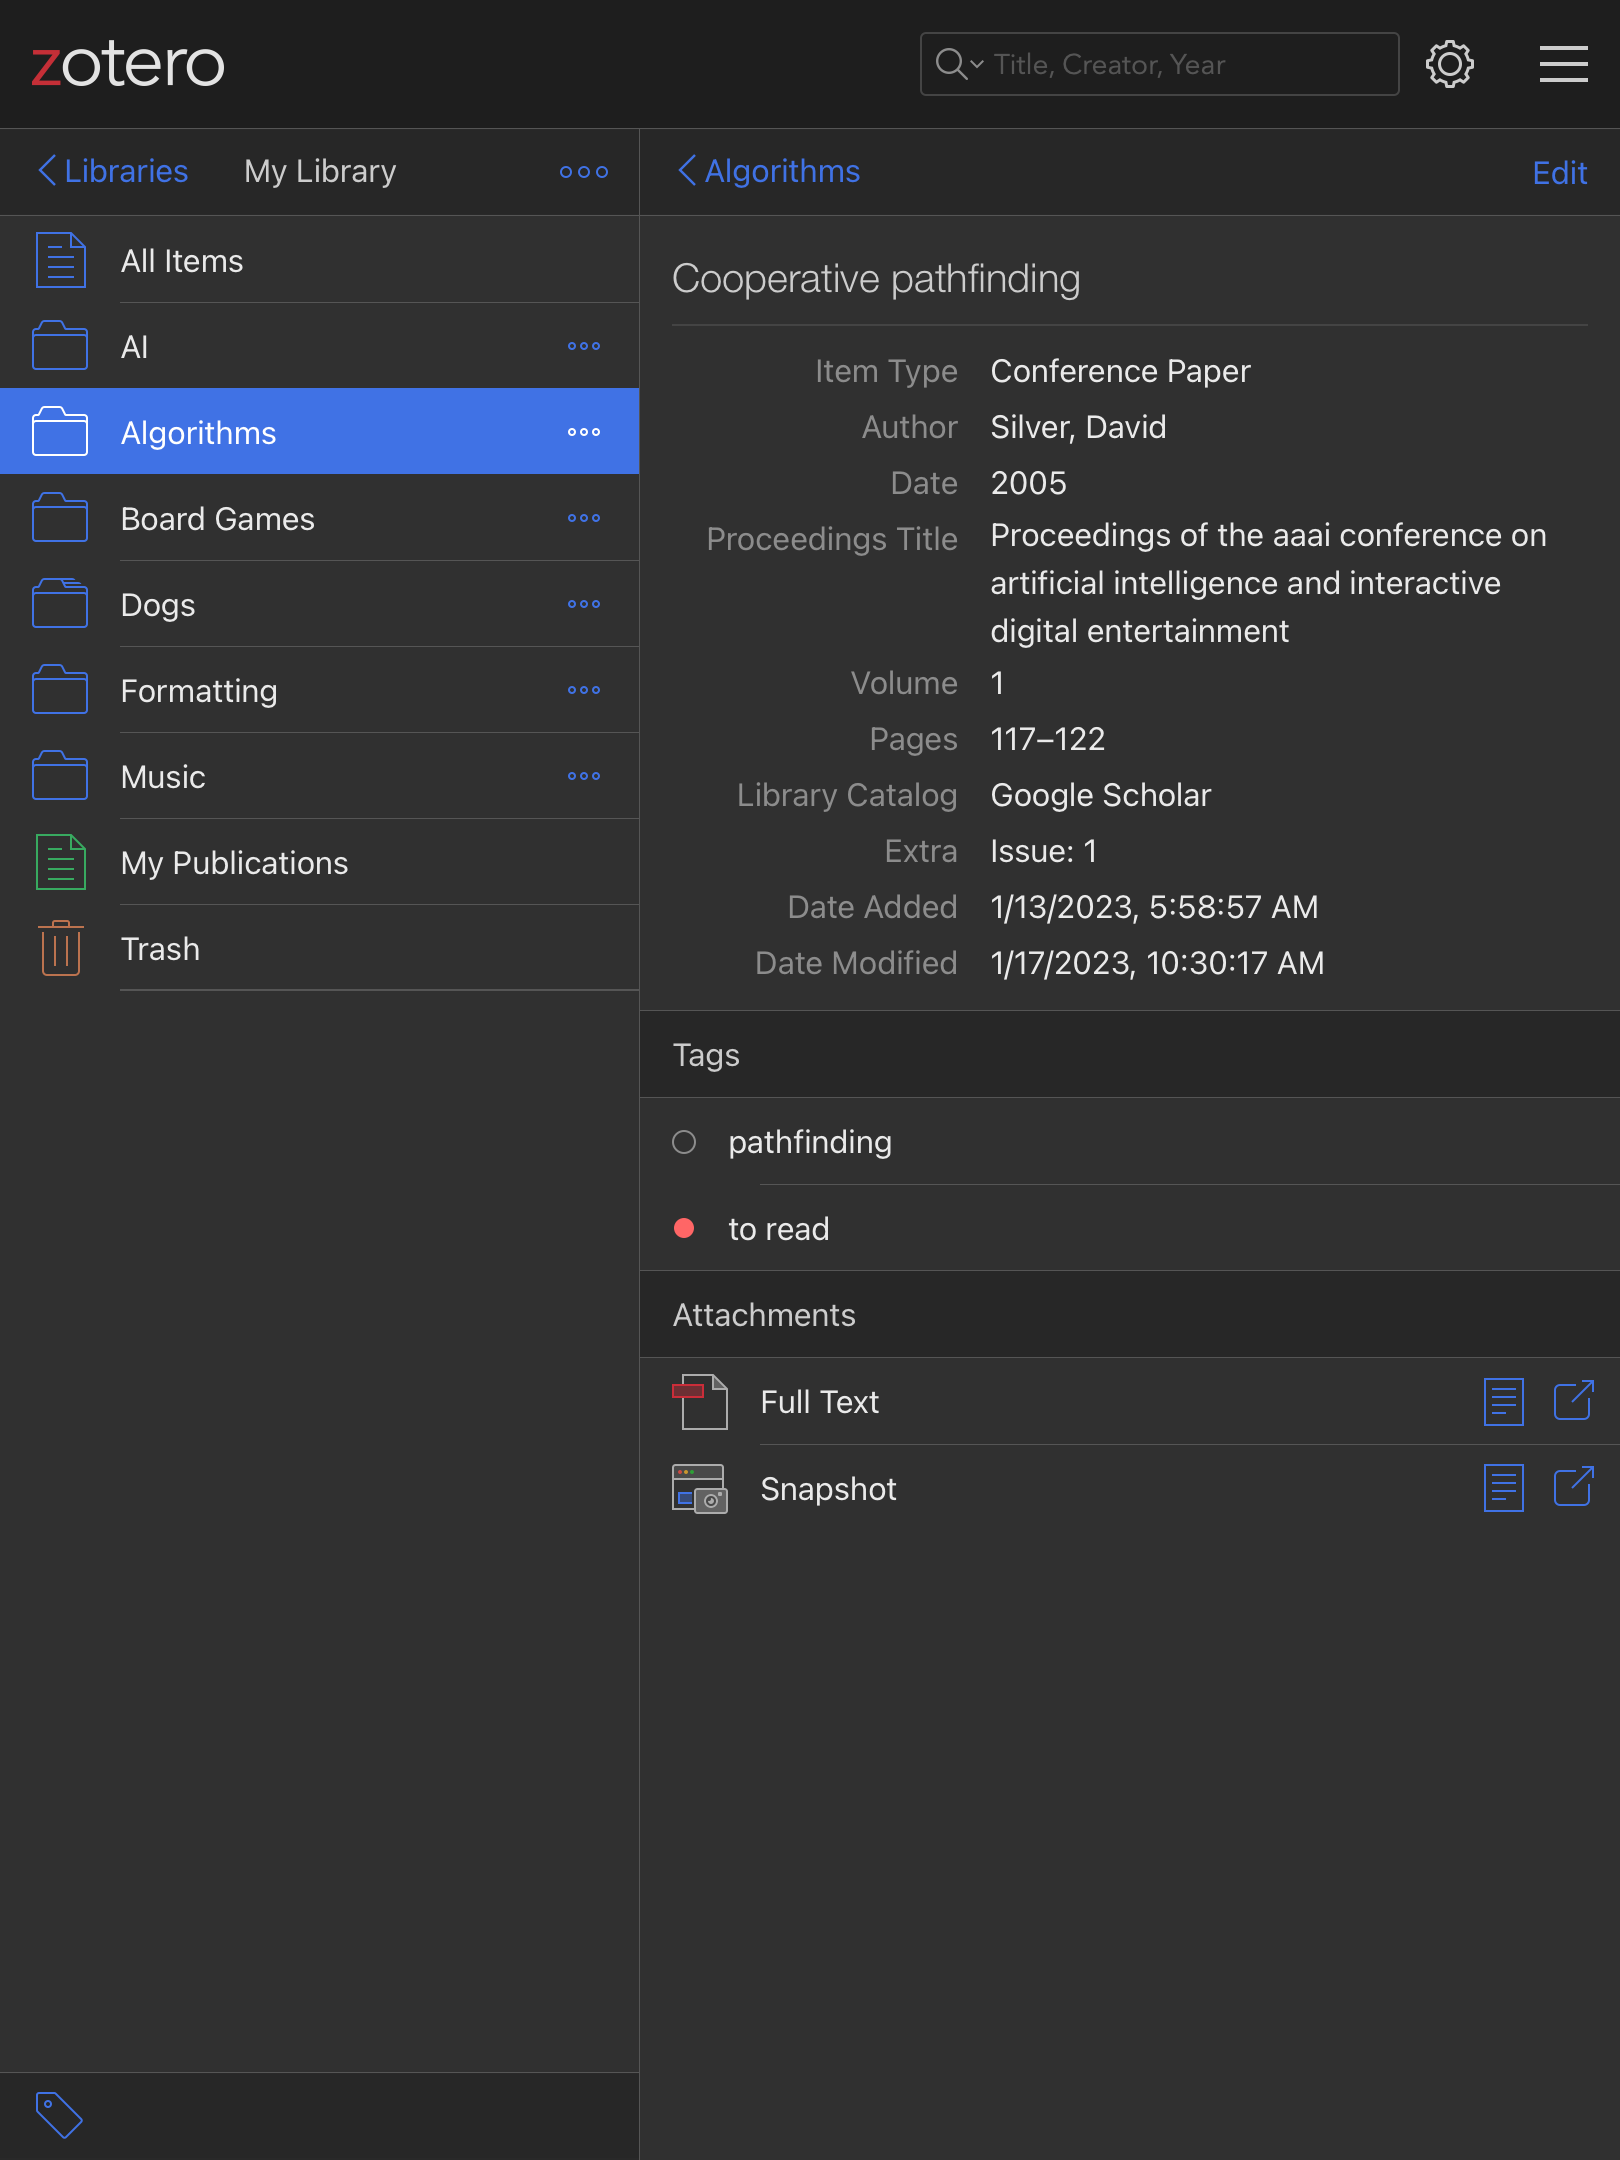 zotero
Title, Creator, Year
Libraries
My Library
All Items
AI
Algorithms
Board Games
Dogs
Formatting
Music
My Publications
Trash
Algorithms
Edit
Cooperative pathfinding
Item Type Conference Paper
Author Silver, David
Date 2005
Proceedings Title Proceedings of the aaai conference on
artificial intelligence and interactive
digital entertainment
Volume 1
Pages 117–122
Library Catalog Google Scholar
Extra Issue: 1
Date Added 1/13/2023, 5:58:57 AM
Date Modified 1/17/2023, 10:30:17 AM
Tags
pathfinding
to read
Attachments
Full Text
Snapshot